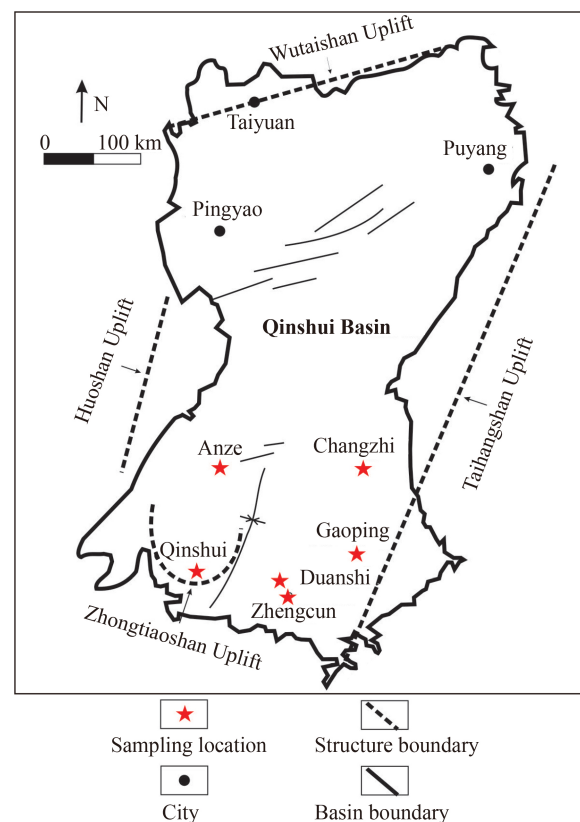 Wutaishan Uplift
N
Taiyuan
0 100 km
Puyang
Pingyao
Qinshui Basin
Huoshan Uplift
Taihangshan Uplift
Anze
Changzhi
Gaoping
Qinshui
Duanshi
Zhengcun
Zhongtiaoshan Uplift
Sampling location
Structure boundary
City
Basin boundary